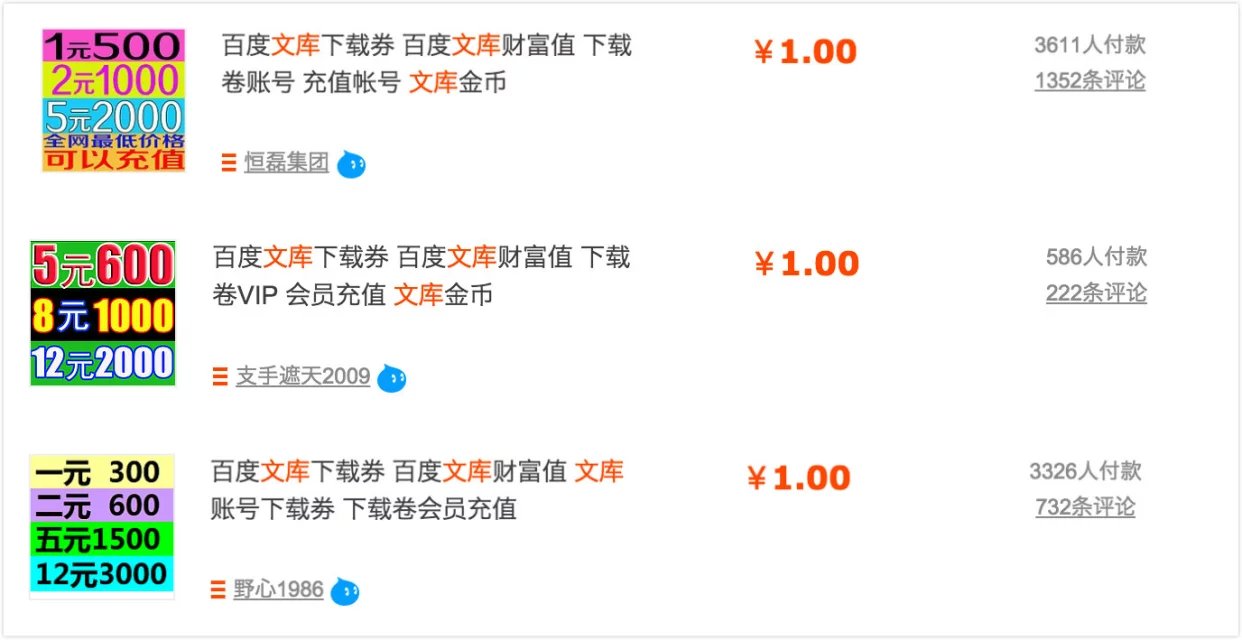 1元500
2元1000
5元2000
全网最低价格
可以充值
百度文库下载券 百度文库财富值 下载
卷账号 充值帐号 文库金币
恒磊集团
￥1.00
3611人付款
1352条评论
5元600
8元1000
12元2000
百度文库下载券 百度文库财富值 下载
卷VIP 会员充值 文库金币
支手遮天2009
￥1.00
586人付款
222条评论
一元 300
二元 600
五元1500
12元3000
百度文库下载券 百度文库财富值 文库
账号下载券 下载卷会员充值
野心1986
￥1.00
3326人付款
732条评论